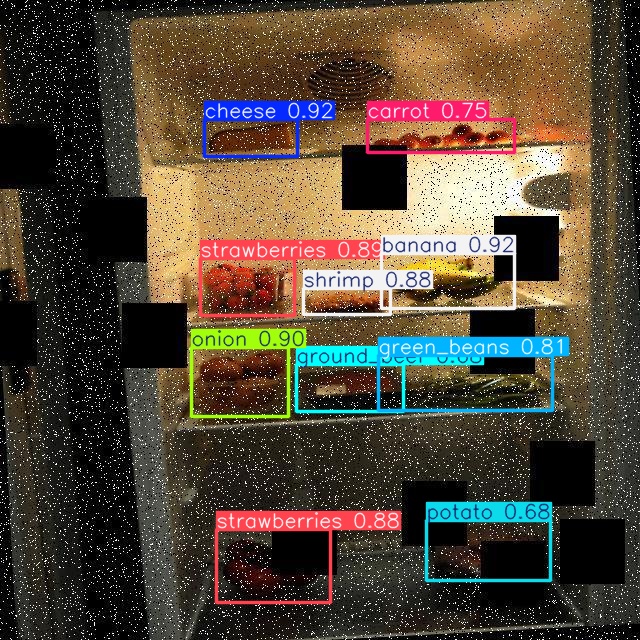 cheese 0.92
carrot 0.75
strawberries 0.89
banana 0.92
shrimp 0.88
onion 0.90
green_beans 0.81
strawberries 0.88
potato 0.68